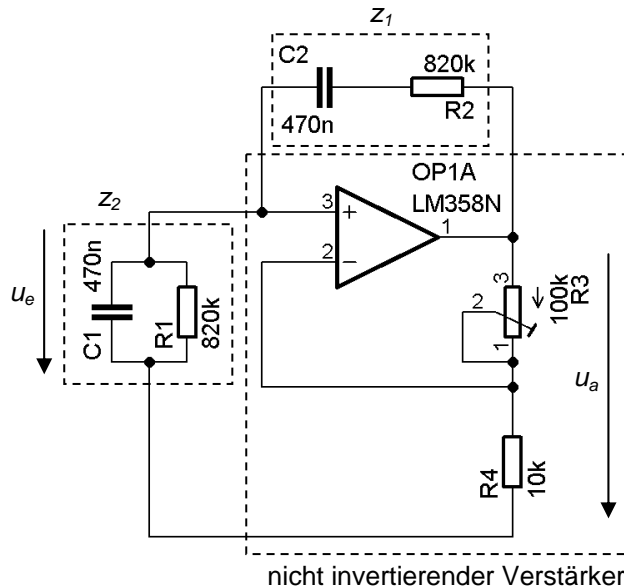 z1
C2
820k
470n
R2
OP1A
LM358N
z2
3
+
1
2
−
470n
ue
C1
R1
820k
3
2
1
100k
R3
ua
R4
10k
nicht invertierender Verstärker